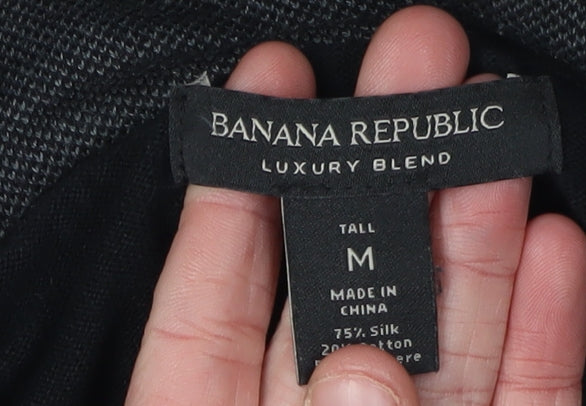 BANANA REPUBLIC
LUXURY BLEND
TALL
M
MADE IN
CHINA
75% Silk